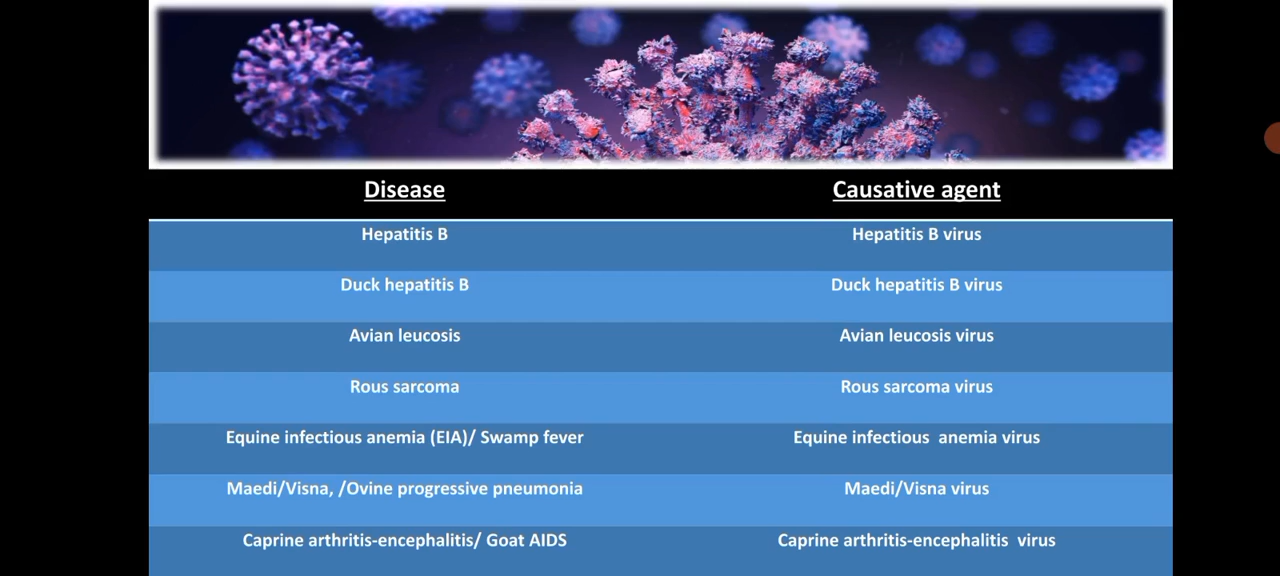 Disease Causative agent
Hepatitis B Hepatitis B virus
Duck hepatitis B Duck hepatitis B virus
Avian leucosis Avian leucosis virus
Rous sarcoma Rous sarcoma virus
Equine infectious anemia (EIA)/ Swamp fever Equine infectious anemia virus
Maedi/Visna, /Ovine progressive pneumonia Maedi/Visna virus
Caprine arthritis-encephalitis/ Goat AIDS Caprine arthritis-encephalitis virus